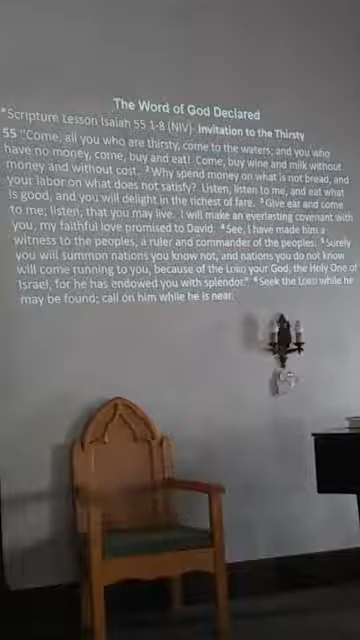 The Word of God Declared
*Scripture Lesson Isaiah 55 1-8 (NIV)- Invitation to the Thirsty
55 "Come, all you who are thirsty, come to the waters; and you who
have no money, come, buy and eat! Come, buy wine and milk without
money and without cost. ²Why spend money on what is not bread, and
your labor on what does not satisfy? Listen, listen to me, and eat what
is good, and you will delight in the richest of fare. ³Give ear and come
to me; listen, that you may live. I will make an everlasting covenant with
you, my faithful love promised to David. ⁴See, I have made him a
witness to the peoples, a ruler and commander of the peoples. ⁵Surely
you will summon nations you know not, and nations you do not know
will come running to you, because of the LORD your God, the Holy One of
Israel, for he has endowed you with splendor." ⁶Seek the LORD while he
may be found; call on him while he is near.